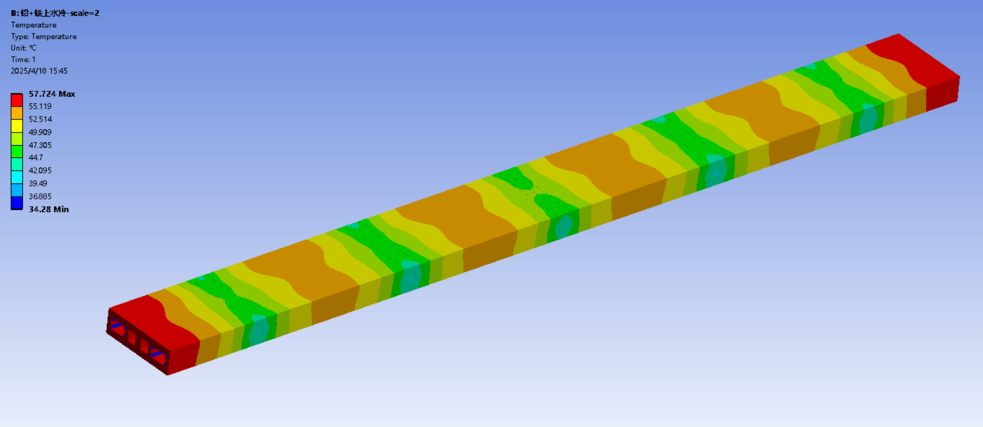 B: 铝+铁上水冷-scale=2
Temperature
Type: Temperature
Unit: °C
Time: 1
2025/4/18 15:45
57.724 Max
55.119
52.514
49.909
47.305
44.7
42.095
39.49
36.885
34.28 Min